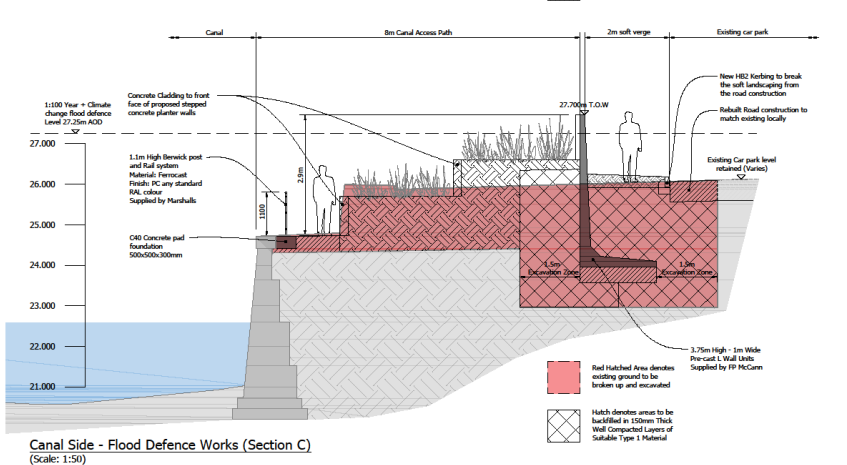 Canal
8m Canal Access Path
2m soft verge
Existing car park
New HB2 Kerbing to break
the soft landscaping from
the road construction
Concrete Cladding to front
face of proposed stepped
concrete planter walls
1:100 Year + Climate
change flood defence
Level 27.25m AOD
27.700m T.O.W
Rebuilt Road construction to
match existing locally
27.000
1.1m High Berwick post
and Rail system
Material: Ferrocast
Finish: PC any standard
RAL colour
Supplied by Marshalls
2.9m
Existing Car park level
retained (Varies)
26.000
1100
25.000
C40 Concrete pad
foundation
500x500x300mm
24.000
1.5m
Excavation Zone
1.5m
Excavation Zone
23.000
22.000
3.75m High - 1m Wide
Pre-cast L Wall Units
Supplied by FP McCann
21.000
Red Hatched Area denotes
existing ground to be
broken up and excavated
Hatch denotes areas to be
backfilled in 150mm Thick
Well Compacted Layers of
Suitable Type 1 Material
Canal Side - Flood Defence Works (Section C)
(Scale: 1:50)